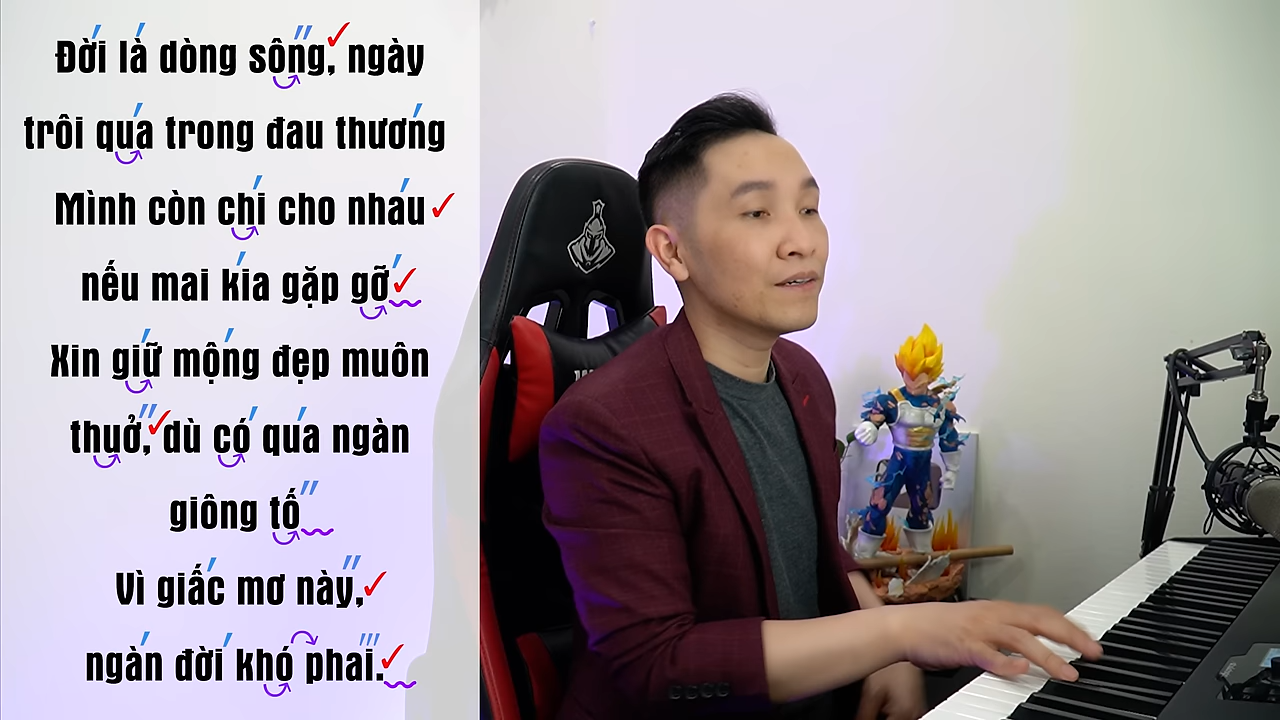 Đời là dòng sông, ngày
trôi qua trong đau thương
Mình còn chi cho nhau
nếu mai kia gặp gỡ
Xin giữ mộng đẹp muôn
thuở, dù có qua ngàn
giông tố
Vì giấc mơ này,
ngàn đời khó phai.